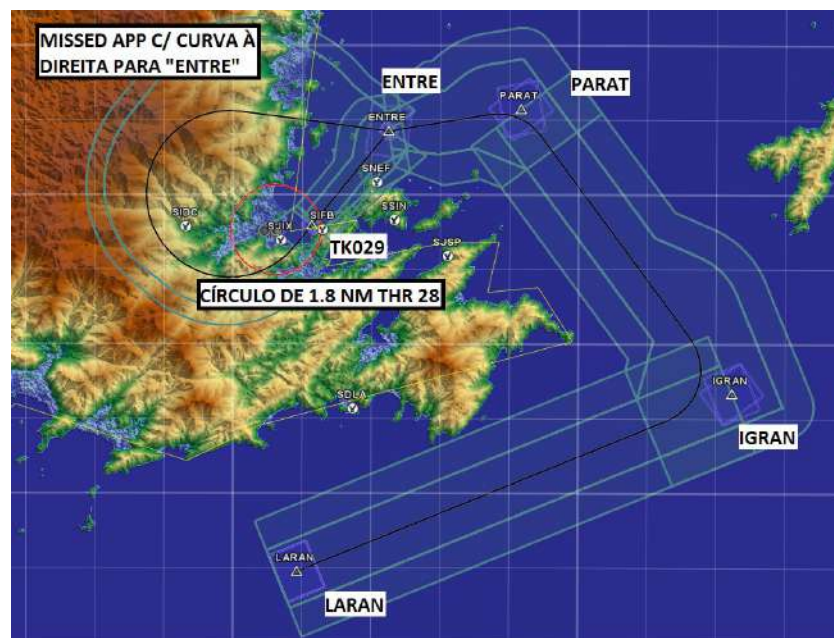 MISSED APP C/ CURVA À
DIREITA PARA "ENTRE"
ENTRE
PARAT
PARAT
ENTRE
SNEF
SIDC
SSIN
SIFB
SJIX
TK029
SJSP
CÍRCULO DE 1.8 NM THR 28
IGRAN
SDLA
IGRAN
LARAN
LARAN